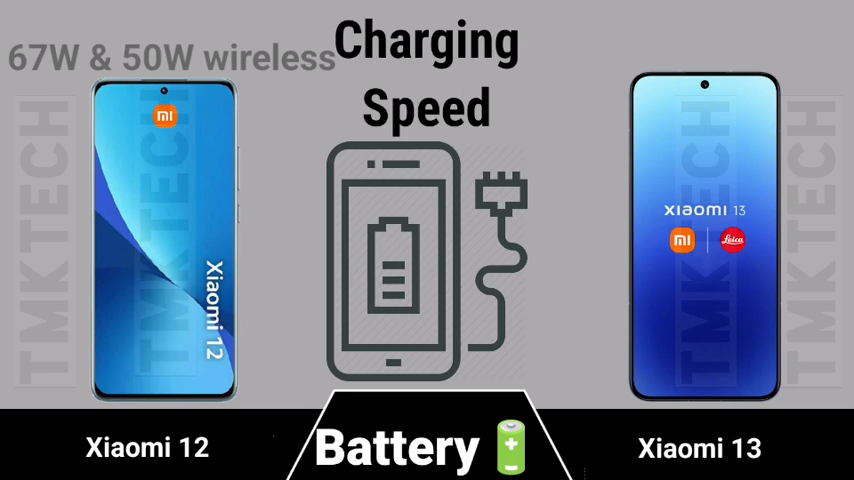 67W & 50W wireless
Charging
Speed
TMKTECH
TMKTECH
TMKTECH
TMKTECH
mi
Xiaomi 12
xiaomi 13
mi
Leica
Xiaomi 12
Battery
Xiaomi 13